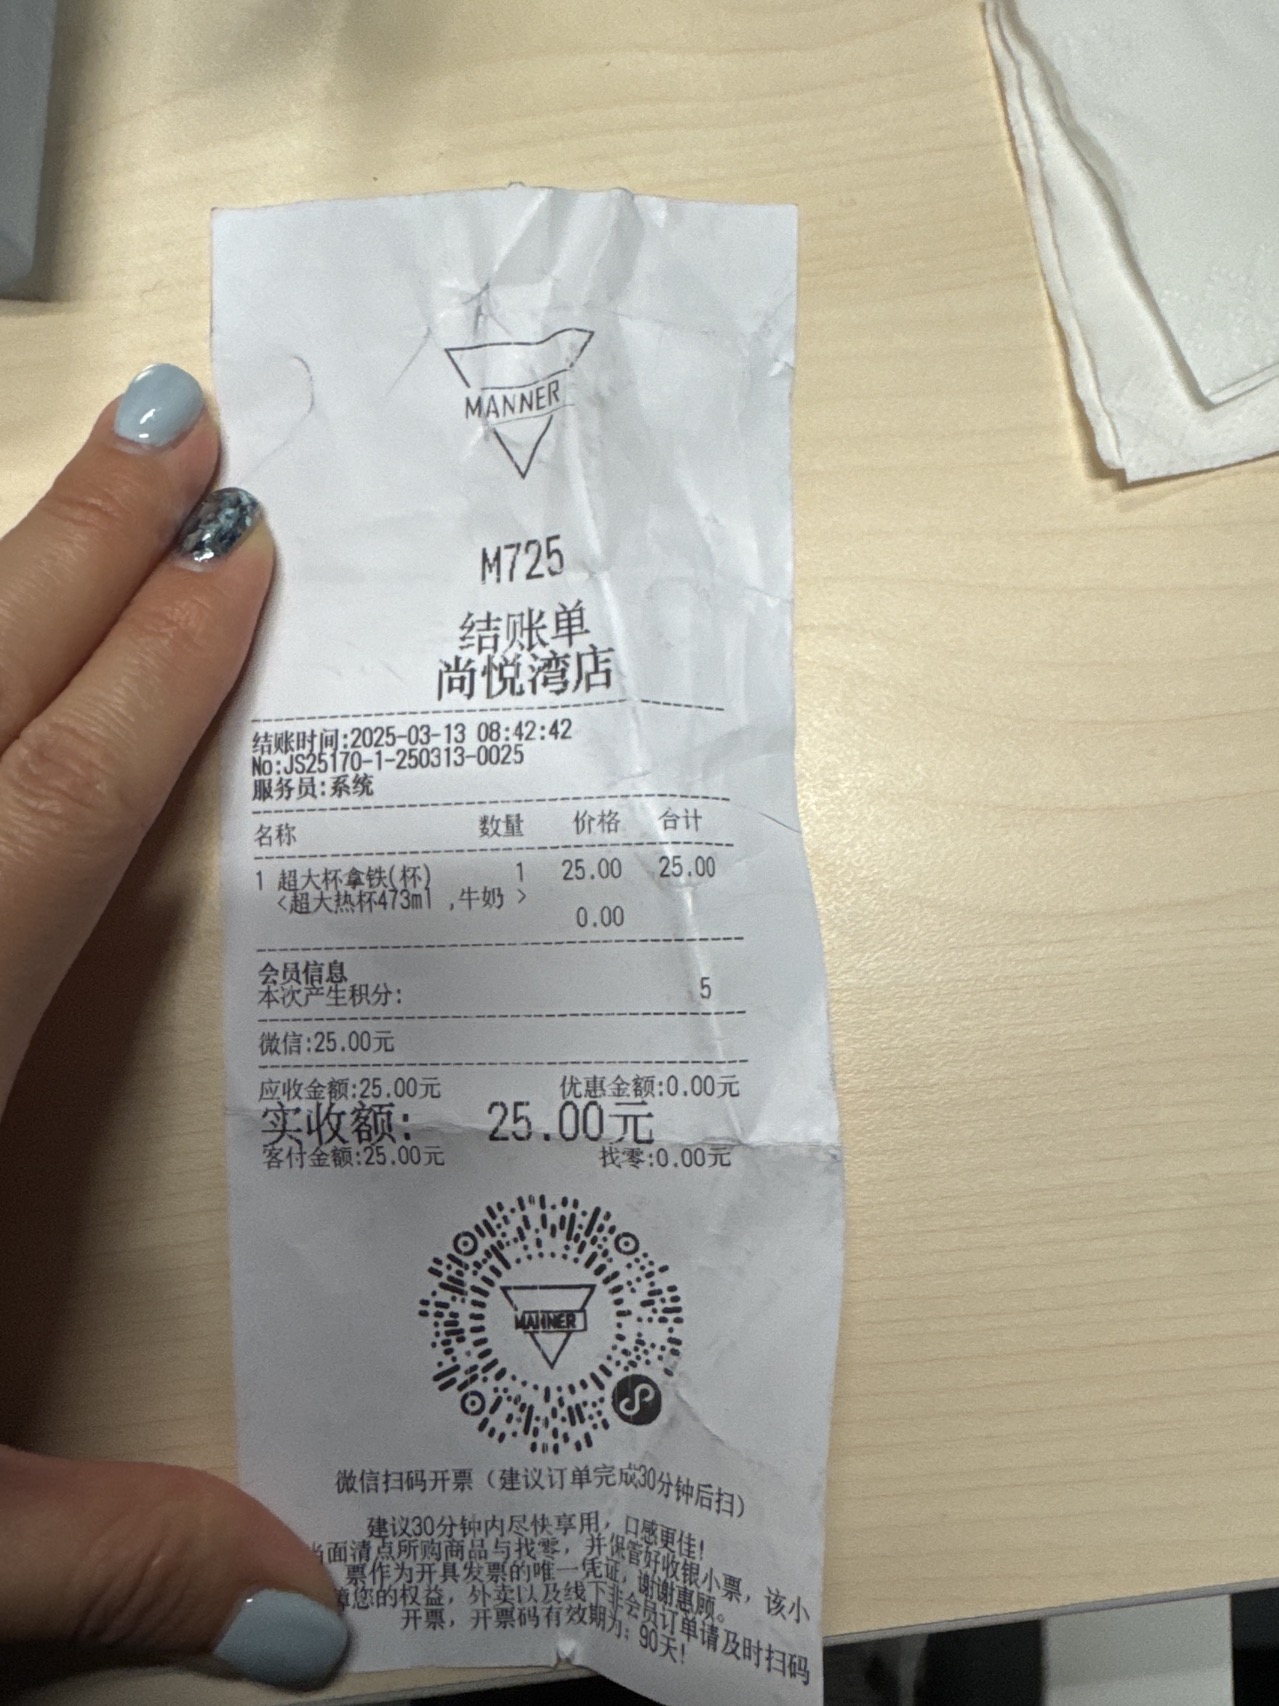 MANNER
M725
结账单
尚悦湾店
结账时间:2025-03-13 08:42:42
No:JS25170-1-250313-0025
服务员:系统
名称 数量 价格 合计
1 超大杯拿铁(杯) 1 25.00 25.00
<超大热杯473ml ,牛奶 >
0.00
会员信息
本次产生积分: 5
微信:25.00元
应收金额:25.00元 优惠金额:0.00元
实收额: 25.00元
客付金额:25.00元 找零:0.00元
MANNER
微信扫码开票（建议订单完成30分钟后扫）
建议30分钟内尽快享用，口感更佳！
当面清点所购商品与找零，并保管好收银小票，该小
票作为开具发票的唯一凭证，谢谢惠顾。
障您的权益，外卖以及线下非会员订单请及时扫码
开票，开票码有效期为：90天！